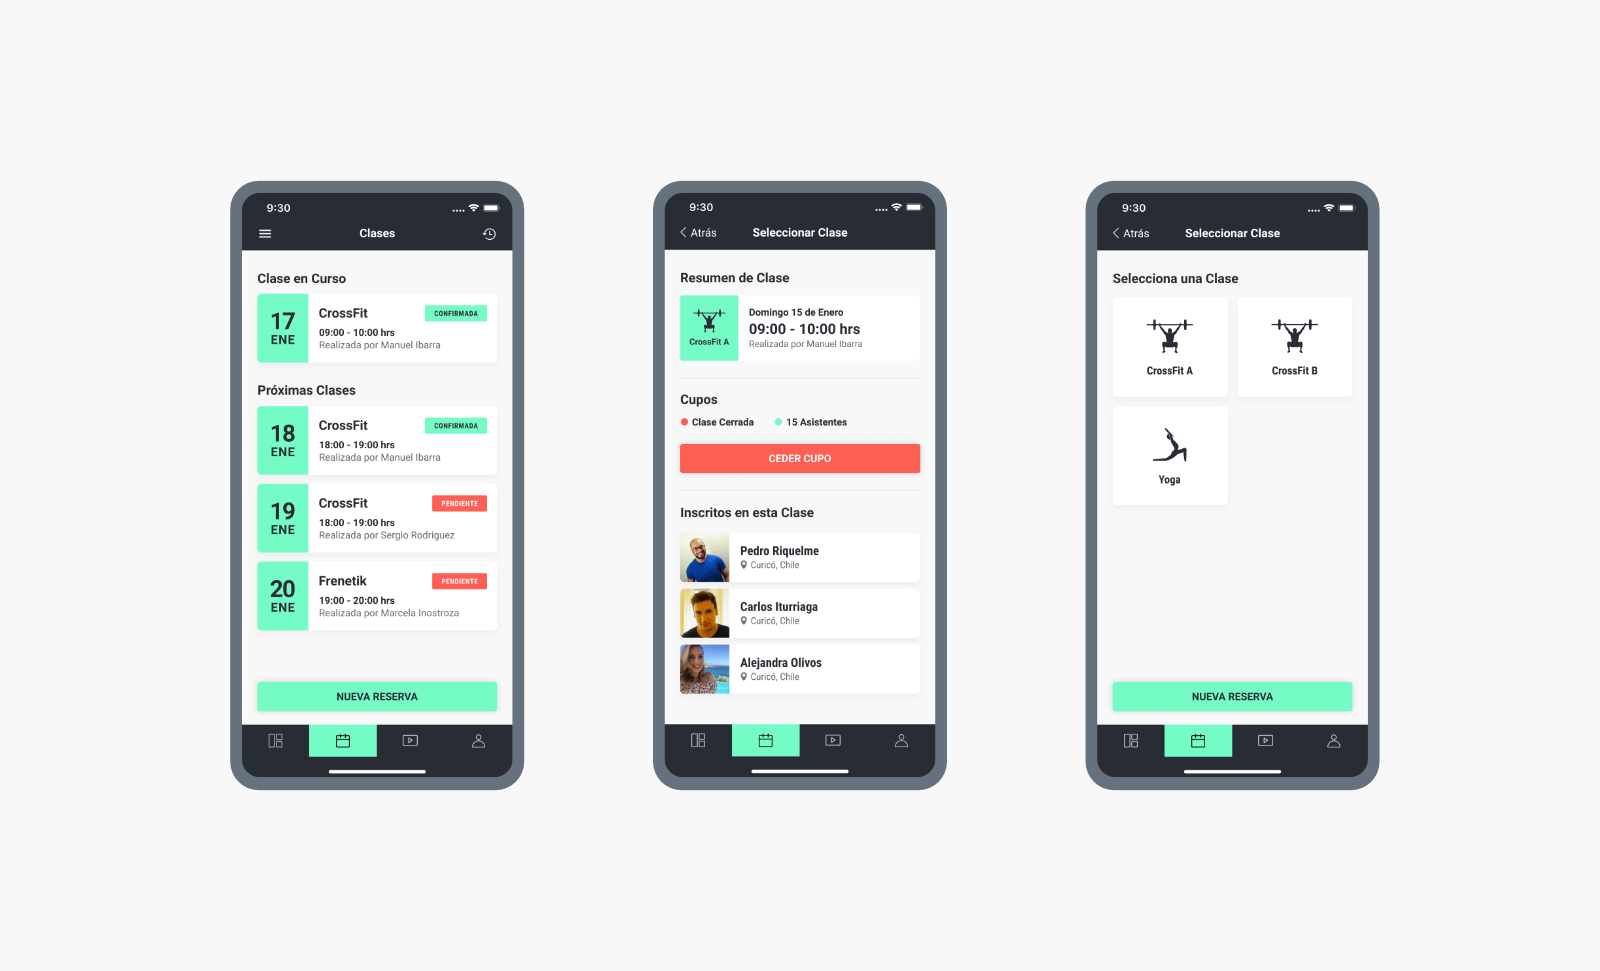 9:30
Clases
Clase en Curso
17
ENE
CrossFit
CONFIRMADA
09:00 - 10:00 hrs
Realizada por Manuel Ibarra
Próximas Clases
18
ENE
CrossFit
CONFIRMADA
18:00 - 19:00 hrs
Realizada por Manuel Ibarra
19
ENE
CrossFit
PENDIENTE
18:00 - 19:00 hrs
Realizada por Sergio Rodriguez
20
ENE
Frenetik
PENDIENTE
19:00 - 20:00 hrs
Realizada por Marcela Inostroza
NUEVA RESERVA
9:30
Atrás
Seleccionar Clase
Resumen de Clase
CrossFit A
Domingo 15 de Enero
09:00 - 10:00 hrs
Realizada por Manuel Ibarra
Cupos
Clase Cerrada
15 Asistentes
CEDER CUPO
Inscritos en esta Clase
Pedro Riquelme
Curicó, Chile
Carlos Iturriaga
Curicó, Chile
Alejandra Olivos
Curicó, Chile
9:30
Atrás
Seleccionar Clase
Selecciona una Clase
CrossFit A
CrossFit B
Yoga
NUEVA RESERVA